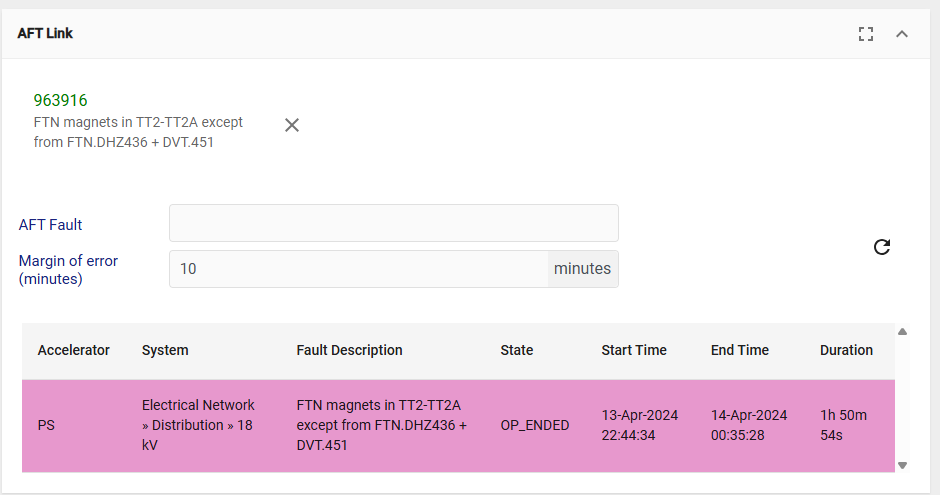 AFT Link
963916
FTN magnets in TT2-TT2A except
from FTN.DHZ436 + DVT.451
AFT Fault
Margin of error
(minutes)
10 minutes
Accelerator System Fault Description State Start Time End Time Duration
PS
Electrical Network
» Distribution » 18
kV
FTN magnets in TT2-TT2A
except from FTN.DHZ436 +
DVT.451
OP_ENDED
13-Apr-2024
22:44:34
14-Apr-2024
00:35:28
1h 50m
54s